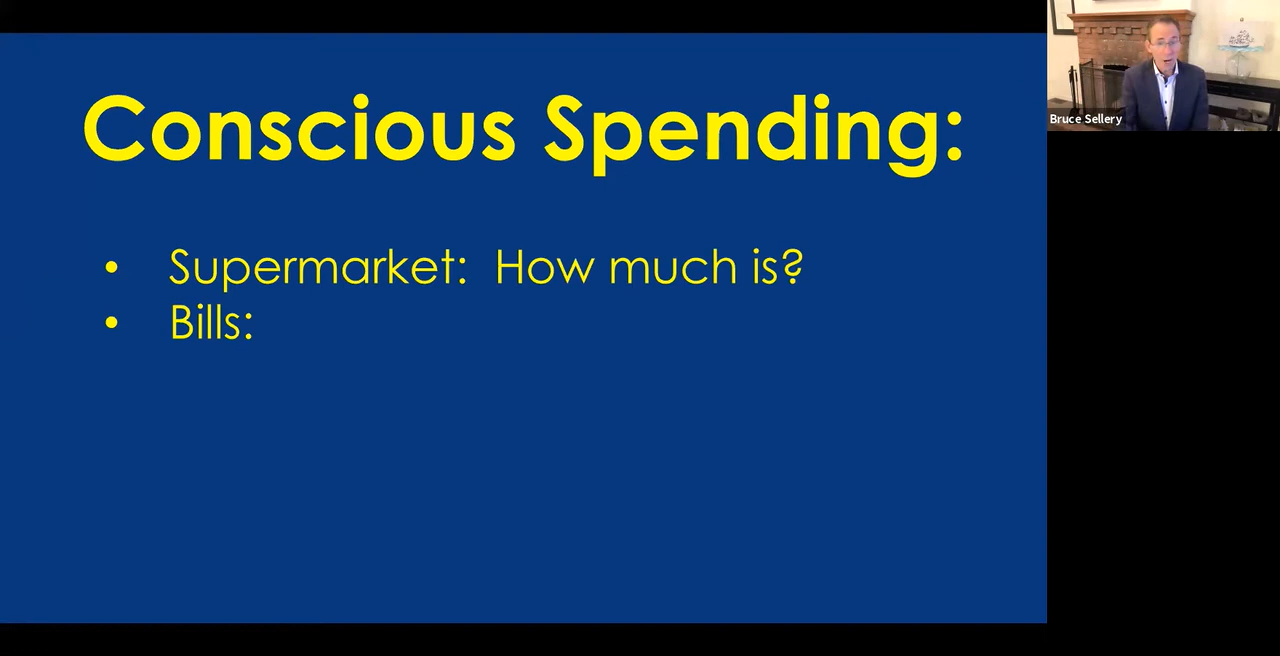 Conscious Spending:
• Supermarket: How much is?
• Bills:
Bruce Sellery